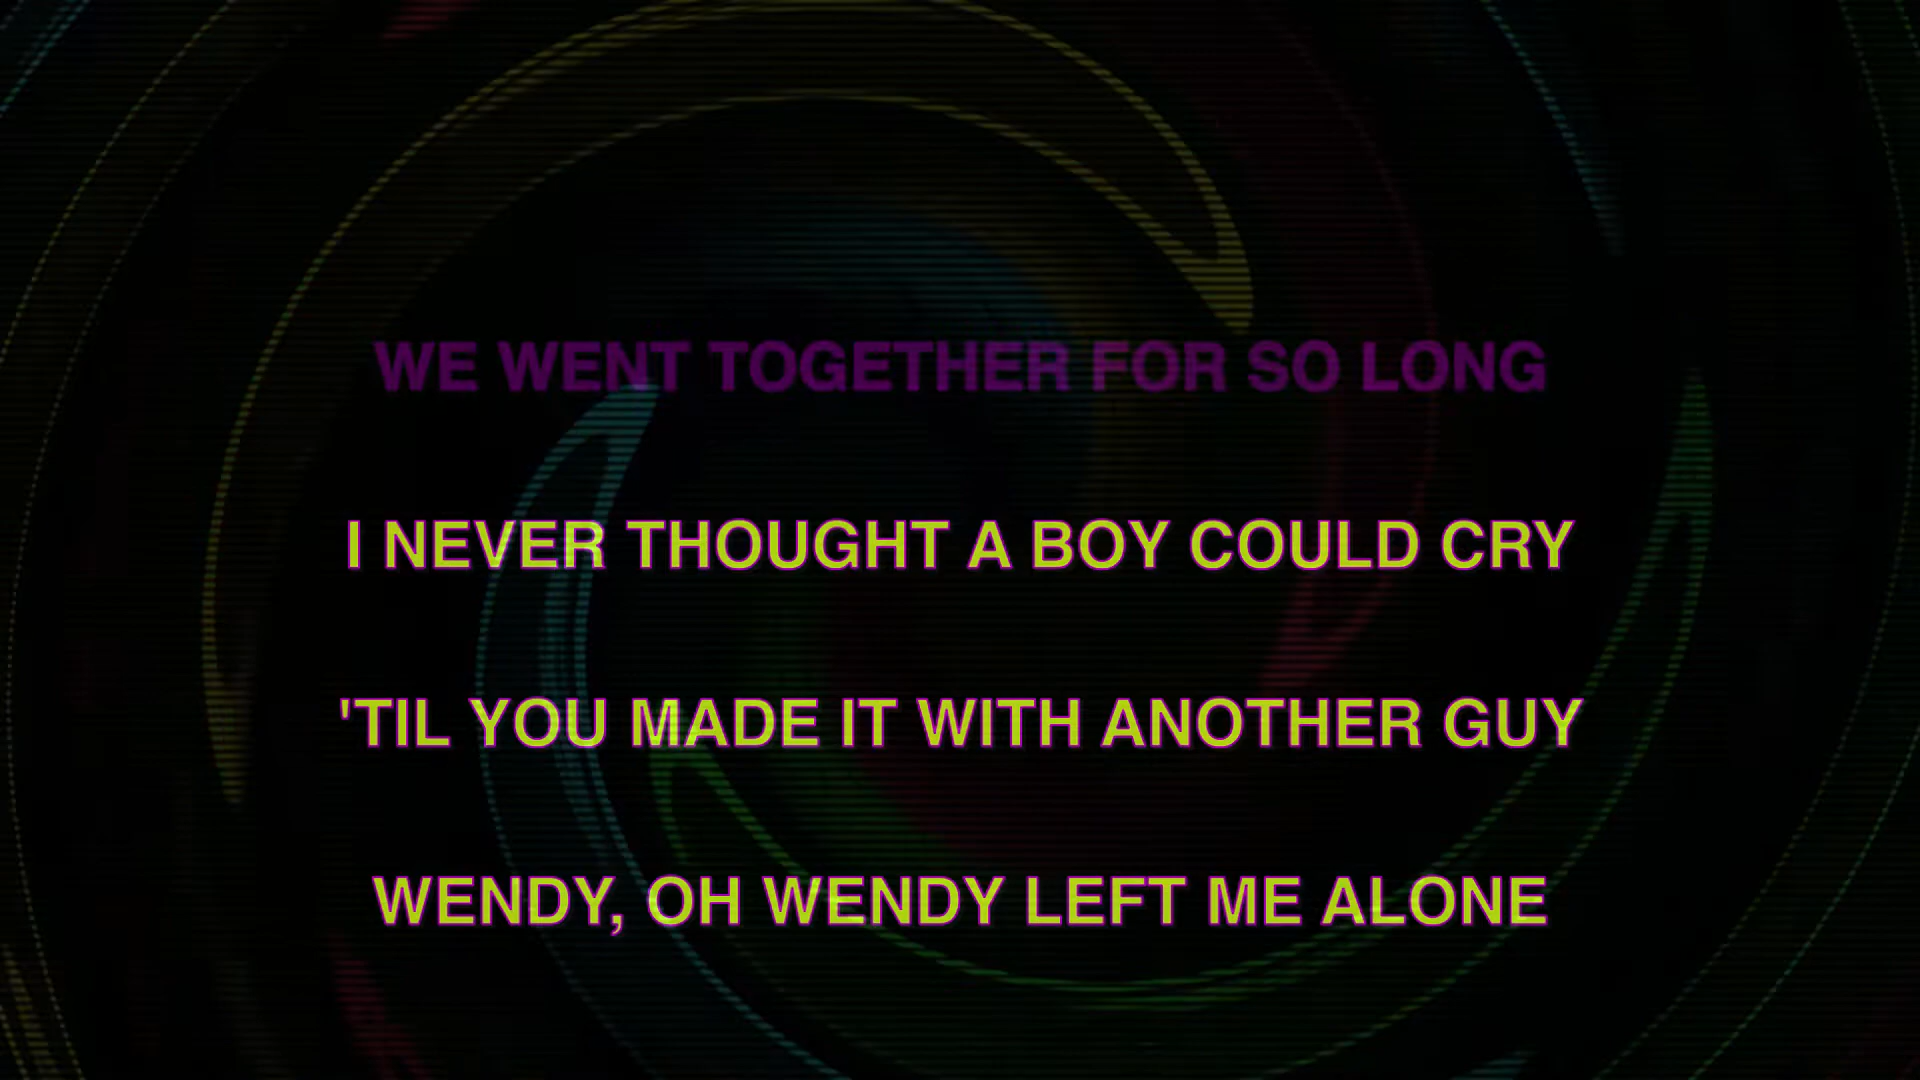 WE WENT TOGETHER FOR SO LONG
I NEVER THOUGHT A BOY COULD CRY
'TIL YOU MADE IT WITH ANOTHER GUY
WENDY, OH WENDY LEFT ME ALONE